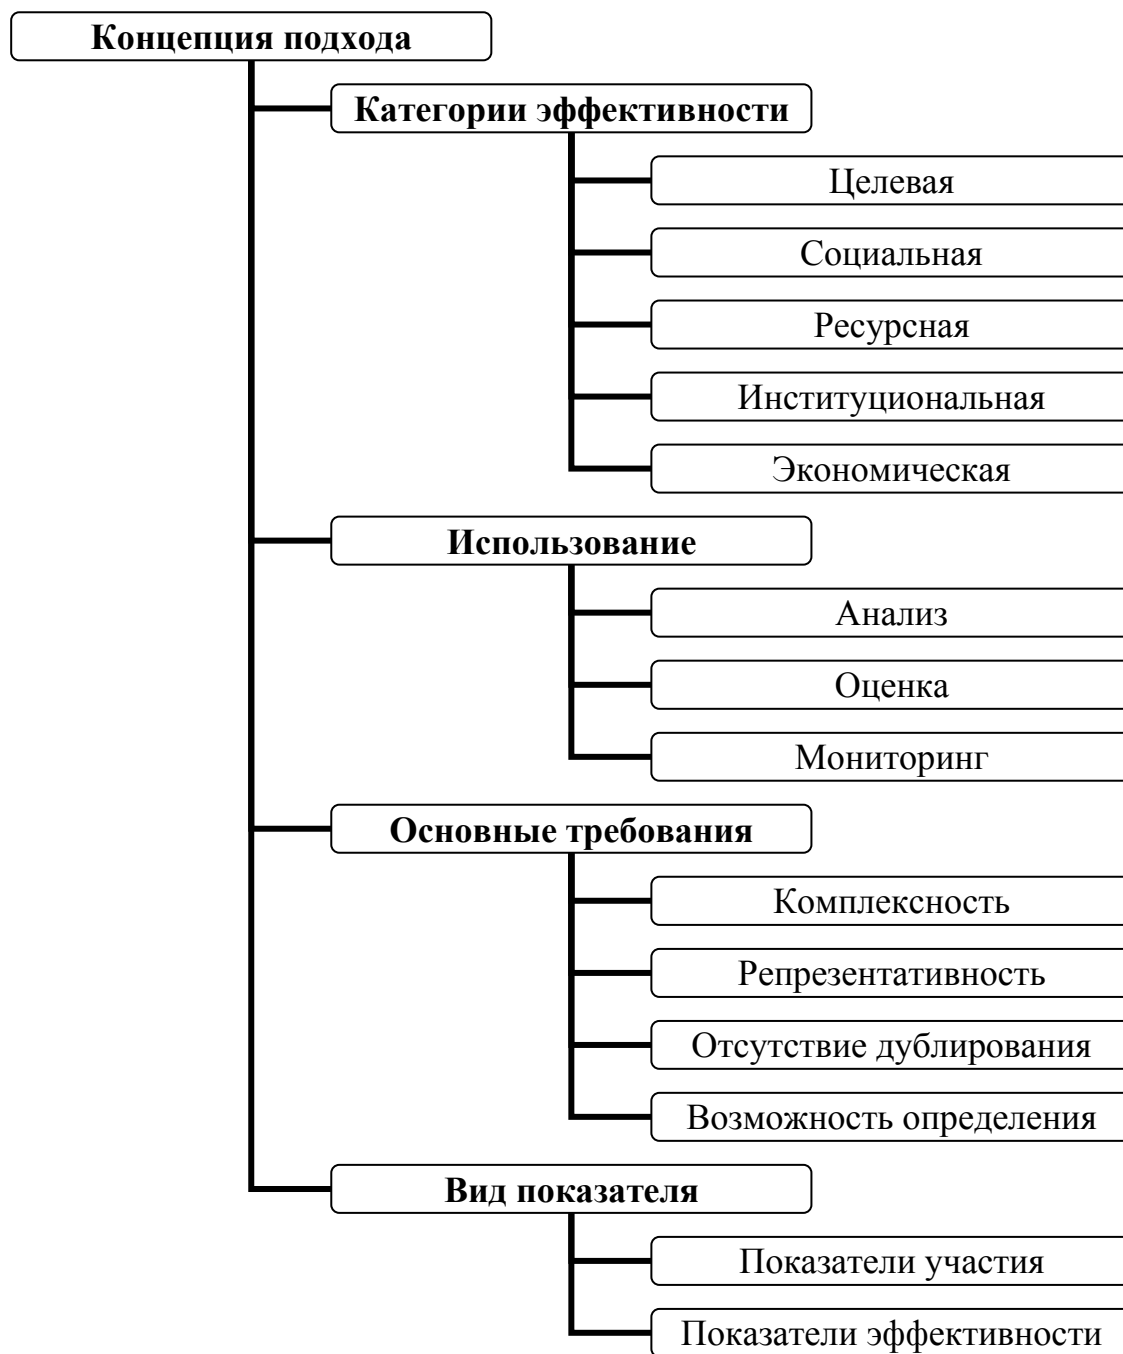 Концепция подхода
Категории эффективности
Целевая
Социальная
Ресурсная
Институциональная
Экономическая
Использование
Анализ
Оценка
Мониторинг
Основные требования
Комплексность
Репрезентативность
Отсутствие дублирования
Возможность определения
Вид показателя
Показатели участия
Показатели эффективности